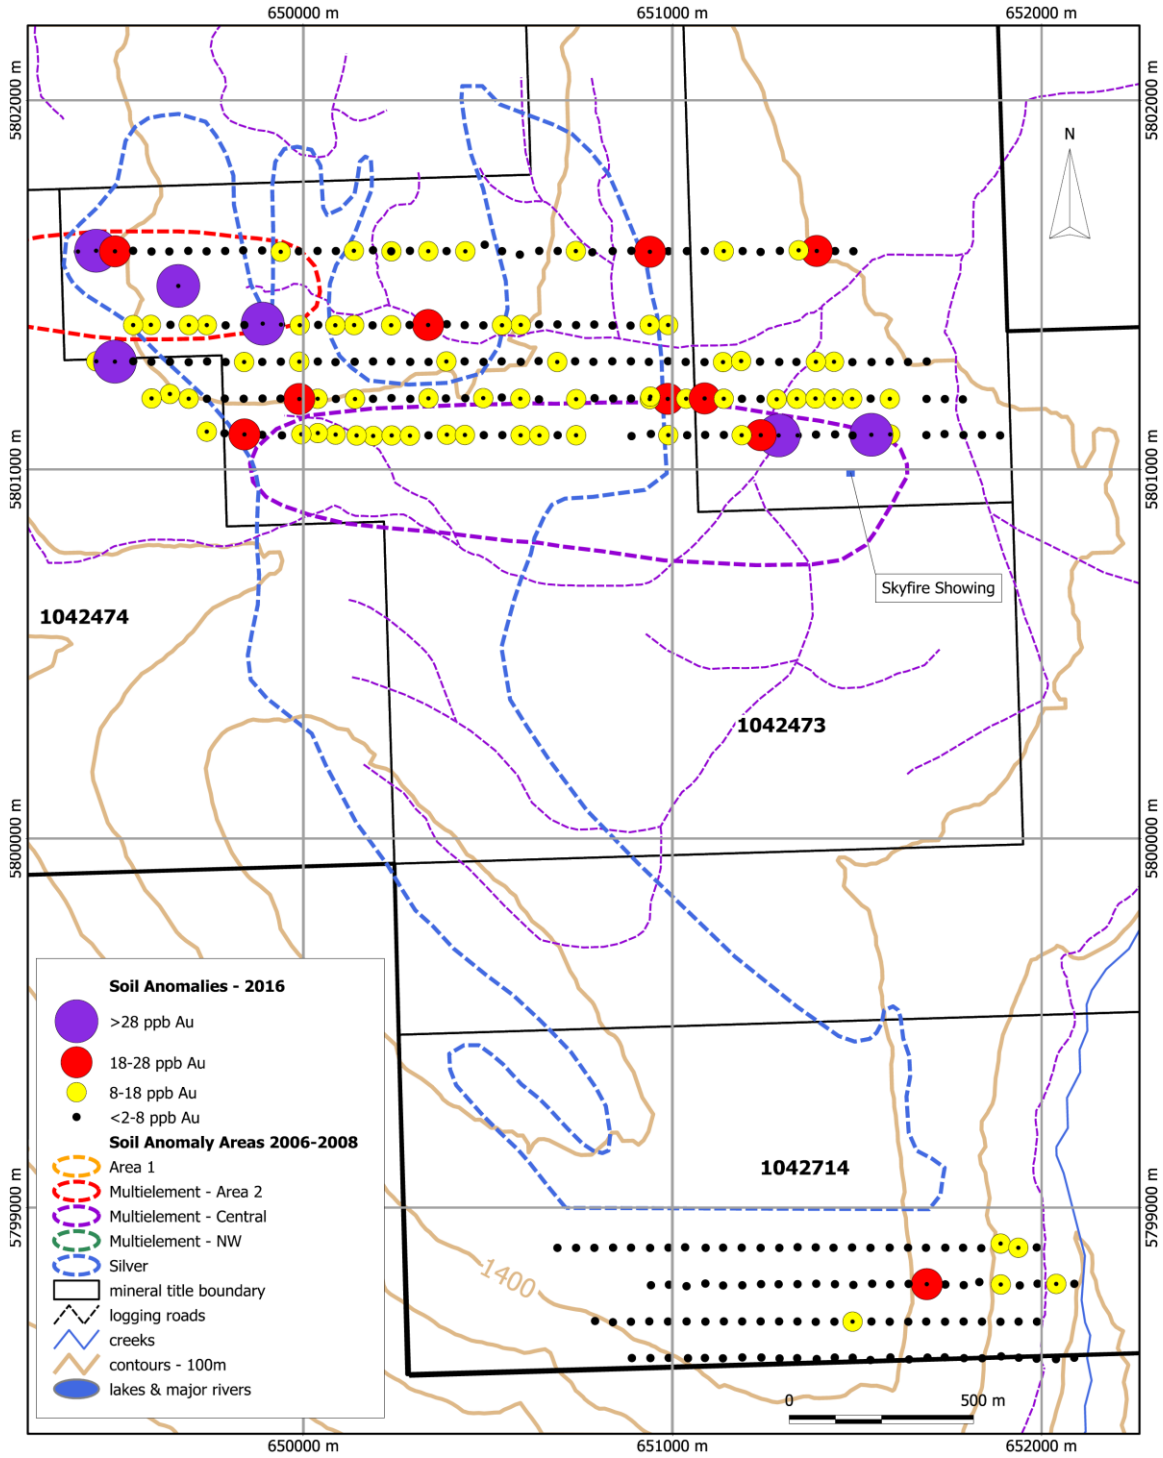 650000 m
651000 m
652000 m
5802000 m
5802000 m
N
5801000 m
5801000 m
Skyfire Showing
1042474
1042473
5800000 m
5800000 m
Soil Anomalies - 2016
>28 ppb Au
18-28 ppb Au
8-18 ppb Au
<2-8 ppb Au
Soil Anomaly Areas 2006-2008
Area 1
Multielement - Area 2
Multielement - Central
Multielement - NW
Silver
mineral title boundary
logging roads
creeks
contours - 100m
lakes & major rivers
1042714
5799000 m
5799000 m
1400
0
500 m
650000 m
651000 m
652000 m